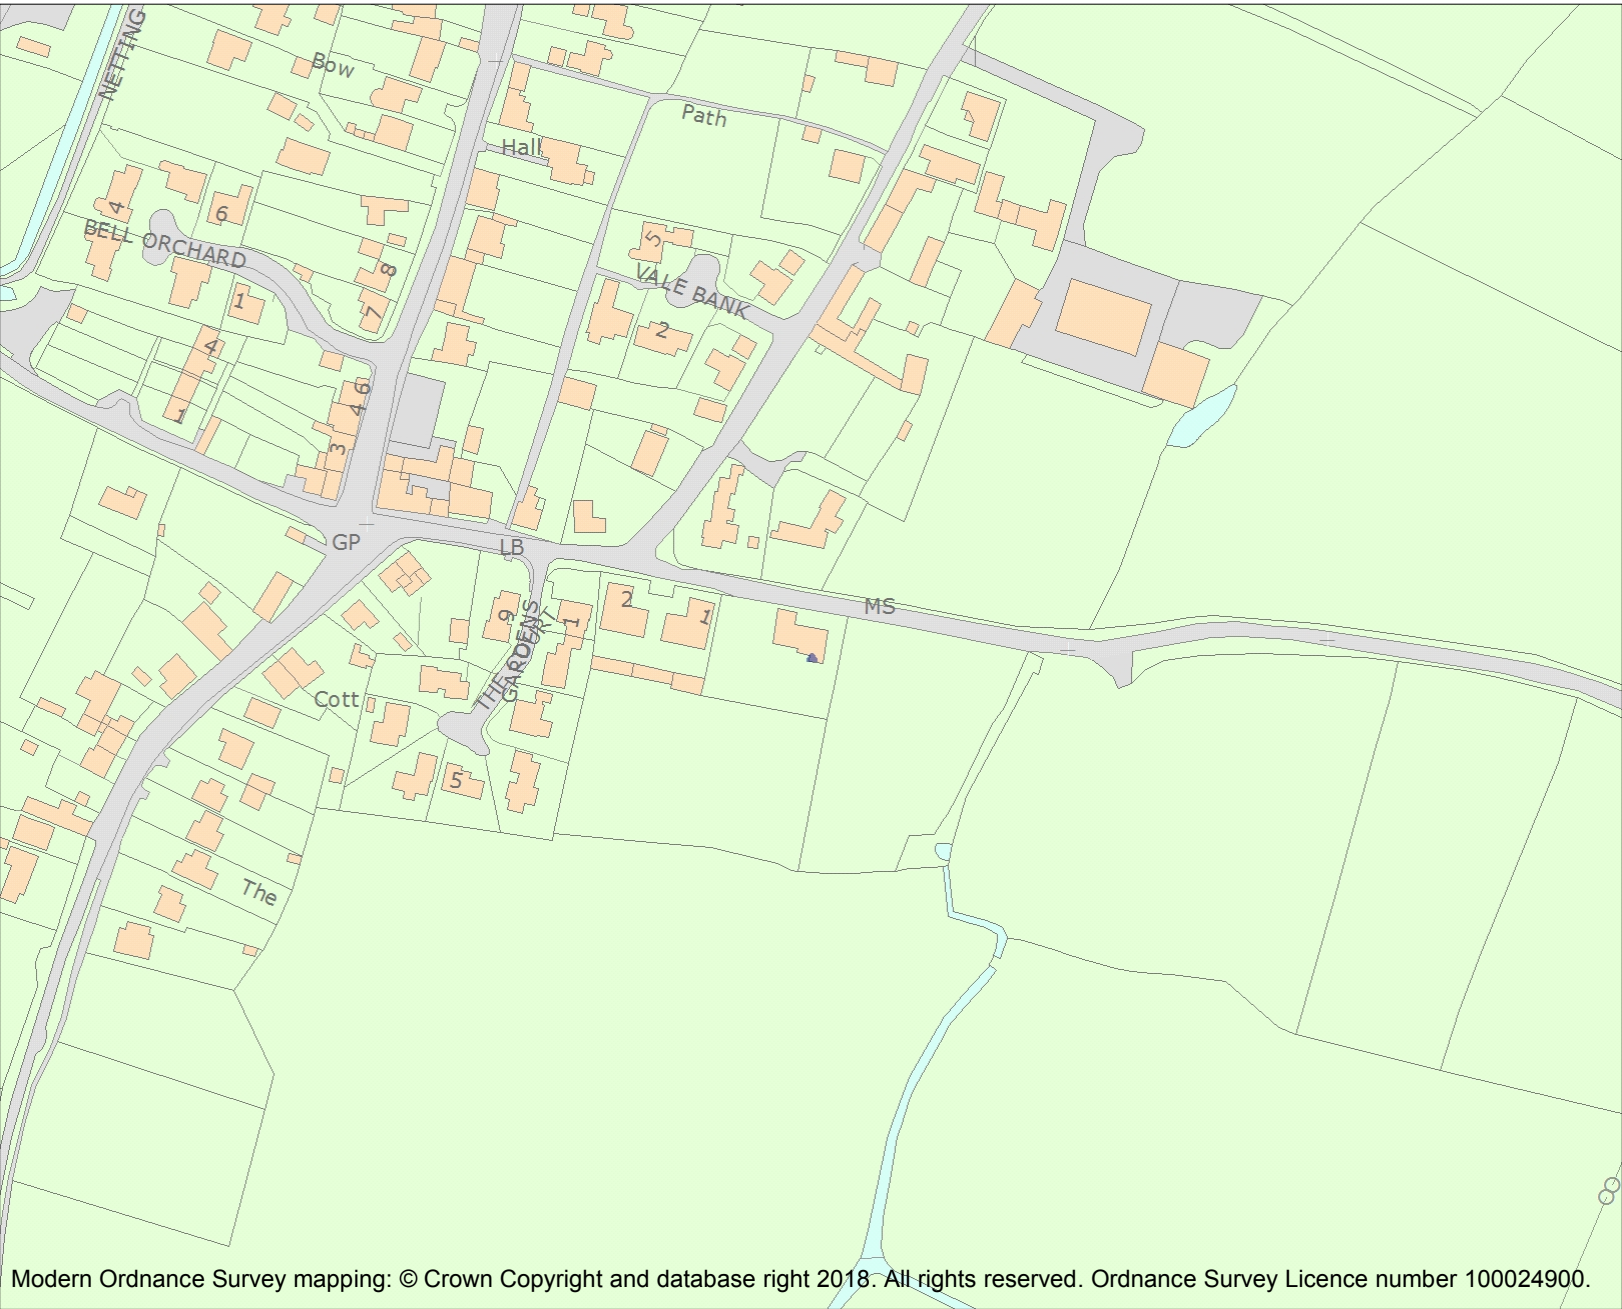 NETTING
Bow
Path
Hall
4
6
BELL ORCHARD
5
8
VALE BANK
1
7
2
4
4 6
1
3
GP
LB
9
THE COURT
GARDENS
1
2
1
MS
Cott
5
The
Modern Ordnance Survey mapping: © Crown Copyright and database right 2018. All rights reserved. Ordnance Survey Licence number 100024900.